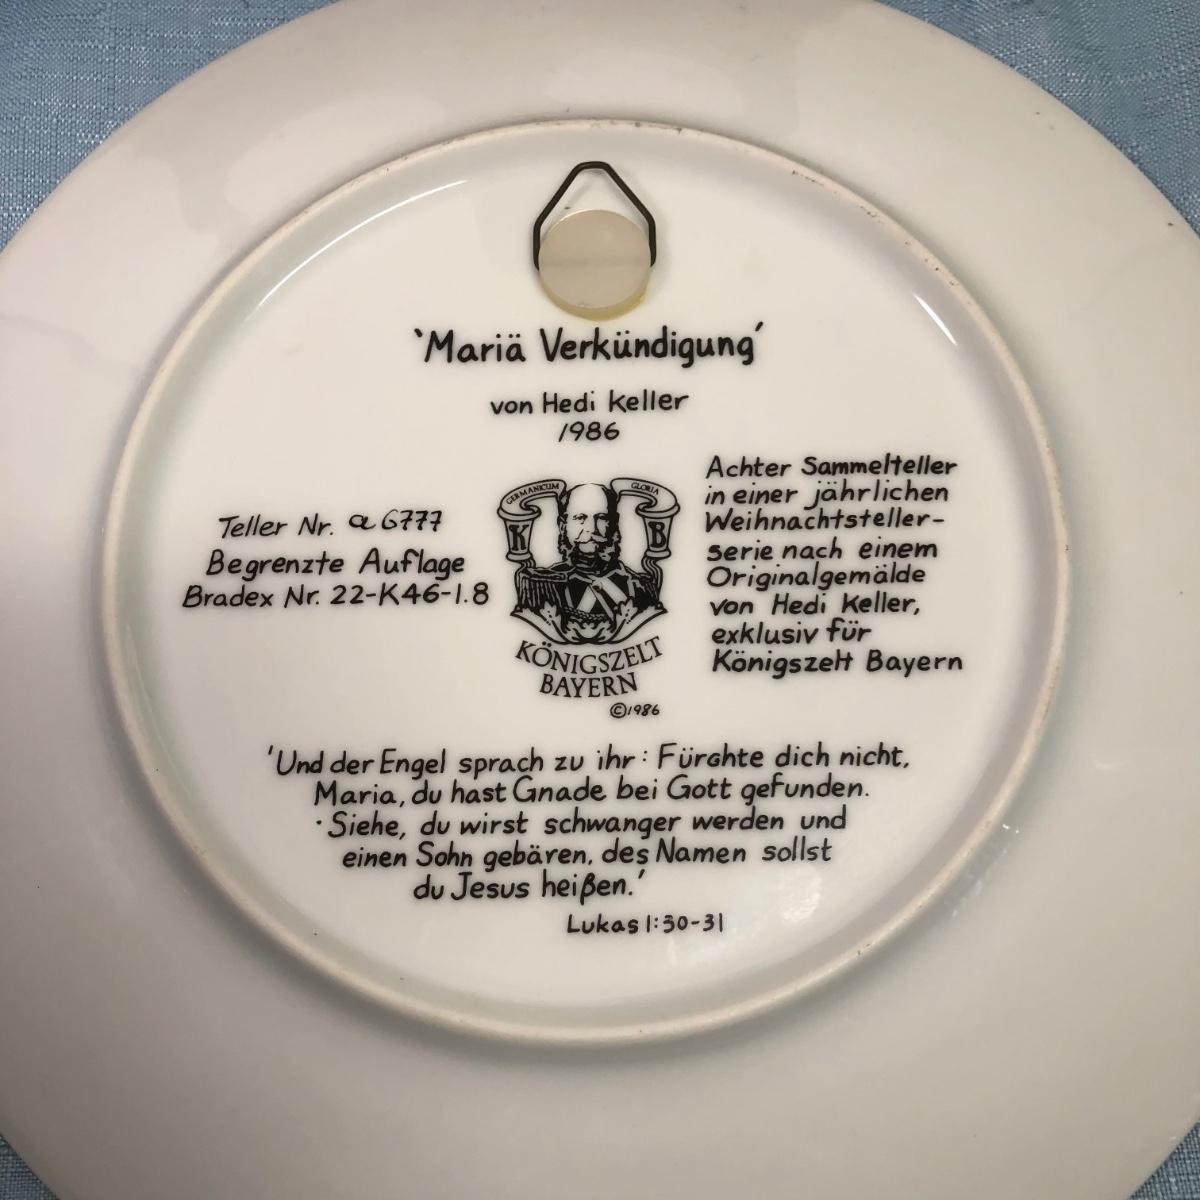 'Mariä Verkündigung'
von Hedi Keller
1986
Teller Nr. a6777
Begrenzte Auflage
Bradex Nr. 22-K46-1.8
GERMANICUM GLORIA
K B
KÖNIGSZELT
BAYERN
©1986
Achter Sammelteller
in einer jährlichen
Weihnachtsteller-
serie nach einem
Originalgemälde
von Hedi Keller,
exklusiv für
Königszelt Bayern
'Und der Engel sprach zu ihr: Fürchte dich nicht,
Maria, du hast Gnade bei Gott gefunden.
·Siehe, du wirst schwanger werden und
einen Sohn gebären, des Namen sollst
du Jesus heißen.'
Lukas 1:30-31